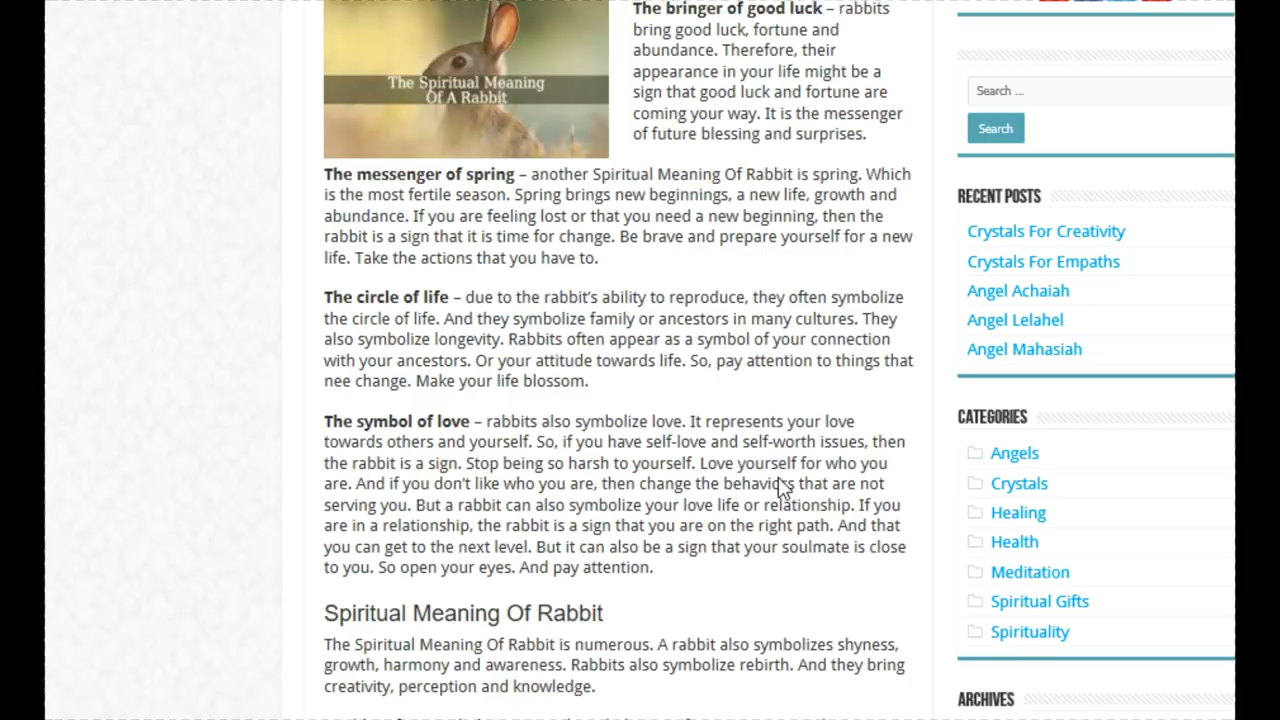 The Spiritual Meaning
Of A Rabbit
The bringer of good luck – rabbits
bring good luck, fortune and
abundance. Therefore, their
appearance in your life might be a
sign that good luck and fortune are
coming your way. It is the messenger
of future blessing and surprises.
The messenger of spring – another Spiritual Meaning Of Rabbit is spring. Which
is the most fertile season. Spring brings new beginnings, a new life, growth and
abundance. If you are feeling lost or that you need a new beginning, then the
rabbit is a sign that it is time for change. Be brave and prepare yourself for a new
life. Take the actions that you have to.
The circle of life – due to the rabbit’s ability to reproduce, they often symbolize
the circle of life. And they symbolize family or ancestors in many cultures. They
also symbolize longevity. Rabbits often appear as a symbol of your connection
with your ancestors. Or your attitude towards life. So, pay attention to things that
nee change. Make your life blossom.
The symbol of love – rabbits also symbolize love. It represents your love
towards others and yourself. So, if you have self-love and self-worth issues, then
the rabbit is a sign. Stop being so harsh to yourself. Love yourself for who you
are. And if you don’t like who you are, then change the behaviors that are not
serving you. But a rabbit can also symbolize your love life or relationship. If you
are in a relationship, the rabbit is a sign that you are on the right path. And that
you can get to the next level. But it can also be a sign that your soulmate is close
to you. So open your eyes. And pay attention.
Spiritual Meaning Of Rabbit
The Spiritual Meaning Of Rabbit is numerous. A rabbit also symbolizes shyness,
growth, harmony and awareness. Rabbits also symbolize rebirth. And they bring
creativity, perception and knowledge.
Search ...
Search
RECENT POSTS
Crystals For Creativity
Crystals For Empaths
Angel Achaiah
Angel Lelahel
Angel Mahasiah
CATEGORIES
Angels
Crystals
Healing
Health
Meditation
Spiritual Gifts
Spirituality
ARCHIVES